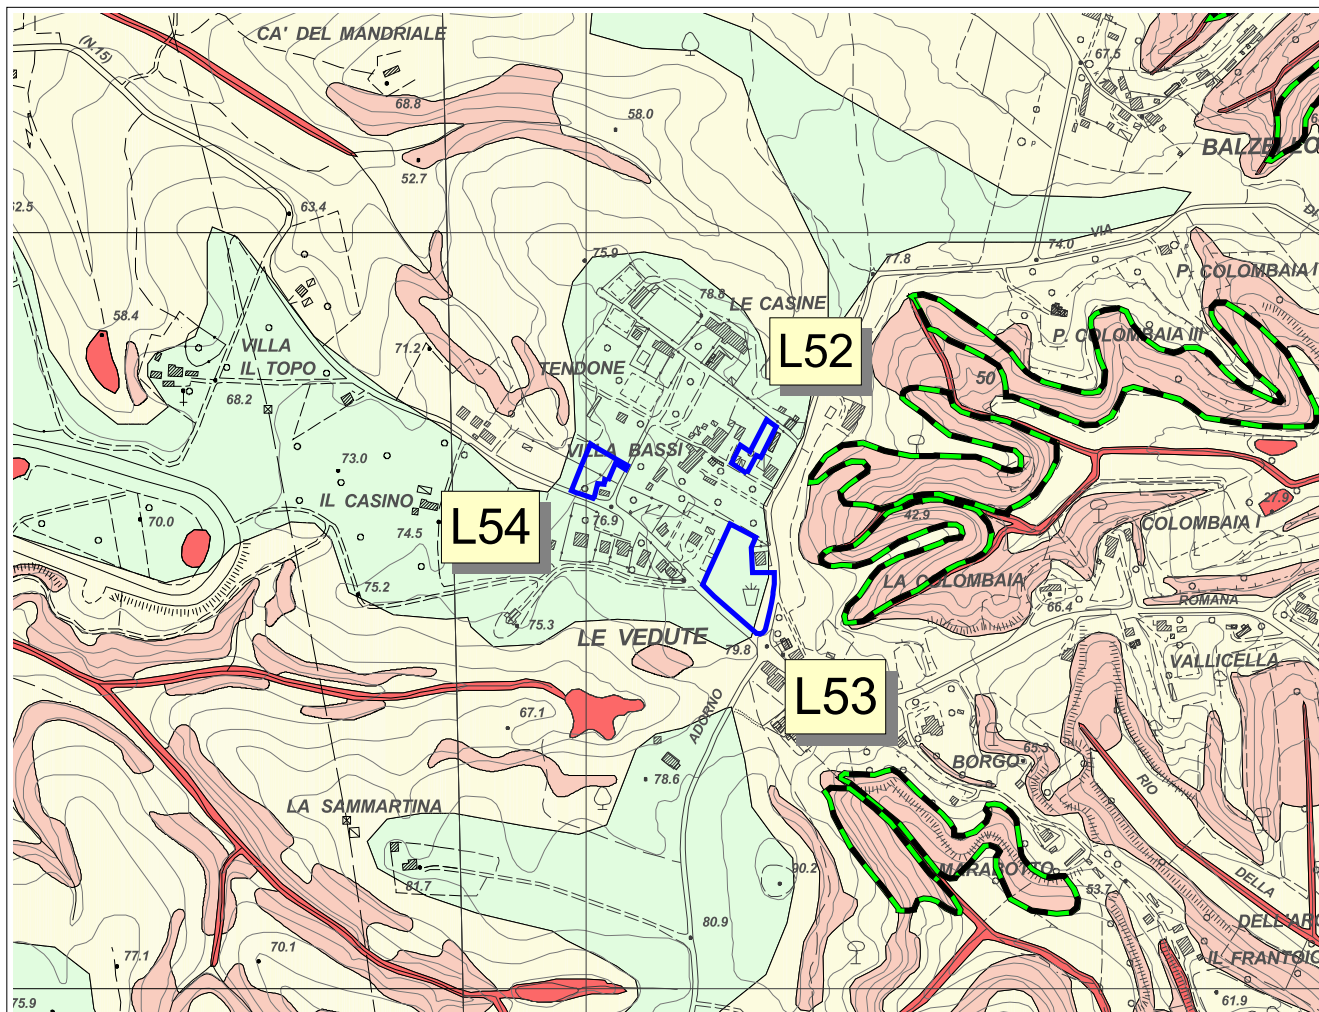 CA' DEL MANDRIALE
(N.15)
67.5
68.8
58.0
BALZELLO
52.7
62.5
63.4
VIA
74.0
75.9
77.8
P. COLOMBAIA I
78.8
LE CASINE
58.4
P. COLOMBAIA III
VILLA
IL TOPO
71.2
TENDONE
L52
50
68.2
VILLA BASSI
73.0
IL CASINO
27.9
70.0
74.5
L54
76.9
42.9
COLOMBAIA I
75.2
LA COLOMBAIA
66.4
ROMANA
75.3
LE VEDUTE
79.8
VALLICELLA
L53
67.1
ADORNO
78.6
BORGO
65.3
RIO
LA SAMMARTINA
81.7
90.2
MARABOTTO
53.7
DELLA
80.9
DELL'ARC
77.1
70.1
IL FRANTOIO
75.9
61.9